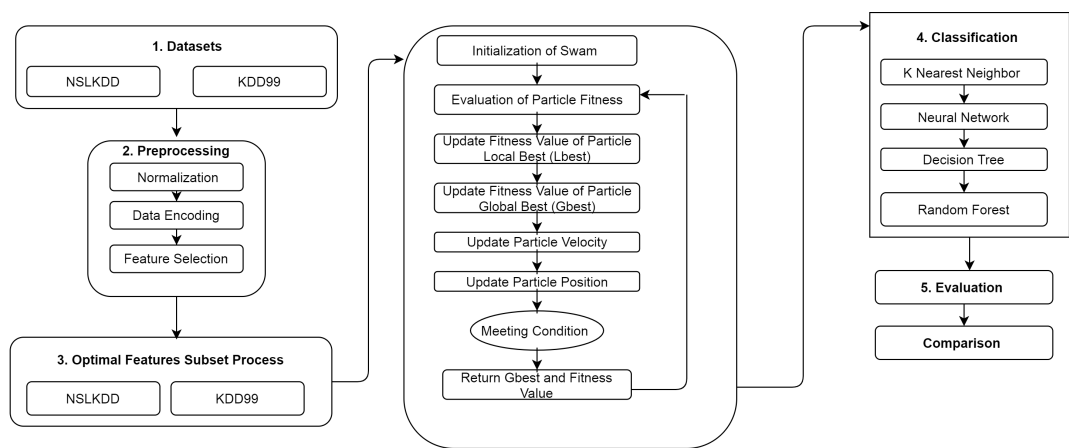 1. Datasets
NSLKDD
KDD99
2. Preprocessing
Normalization
Data Encoding
Feature Selection
3. Optimal Features Subset Process
NSLKDD
KDD99
Initialization of Swam
Evaluation of Particle Fitness
Update Fitness Value of Particle
Local Best (Lbest)
Update Fitness Value of Particle
Global Best (Gbest)
Update Particle Velocity
Update Particle Position
Meeting Condition
Return Gbest and Fitness
Value
4. Classification
K Nearest Neighbor
Neural Network
Decision Tree
Random Forest
5. Evaluation
Comparison